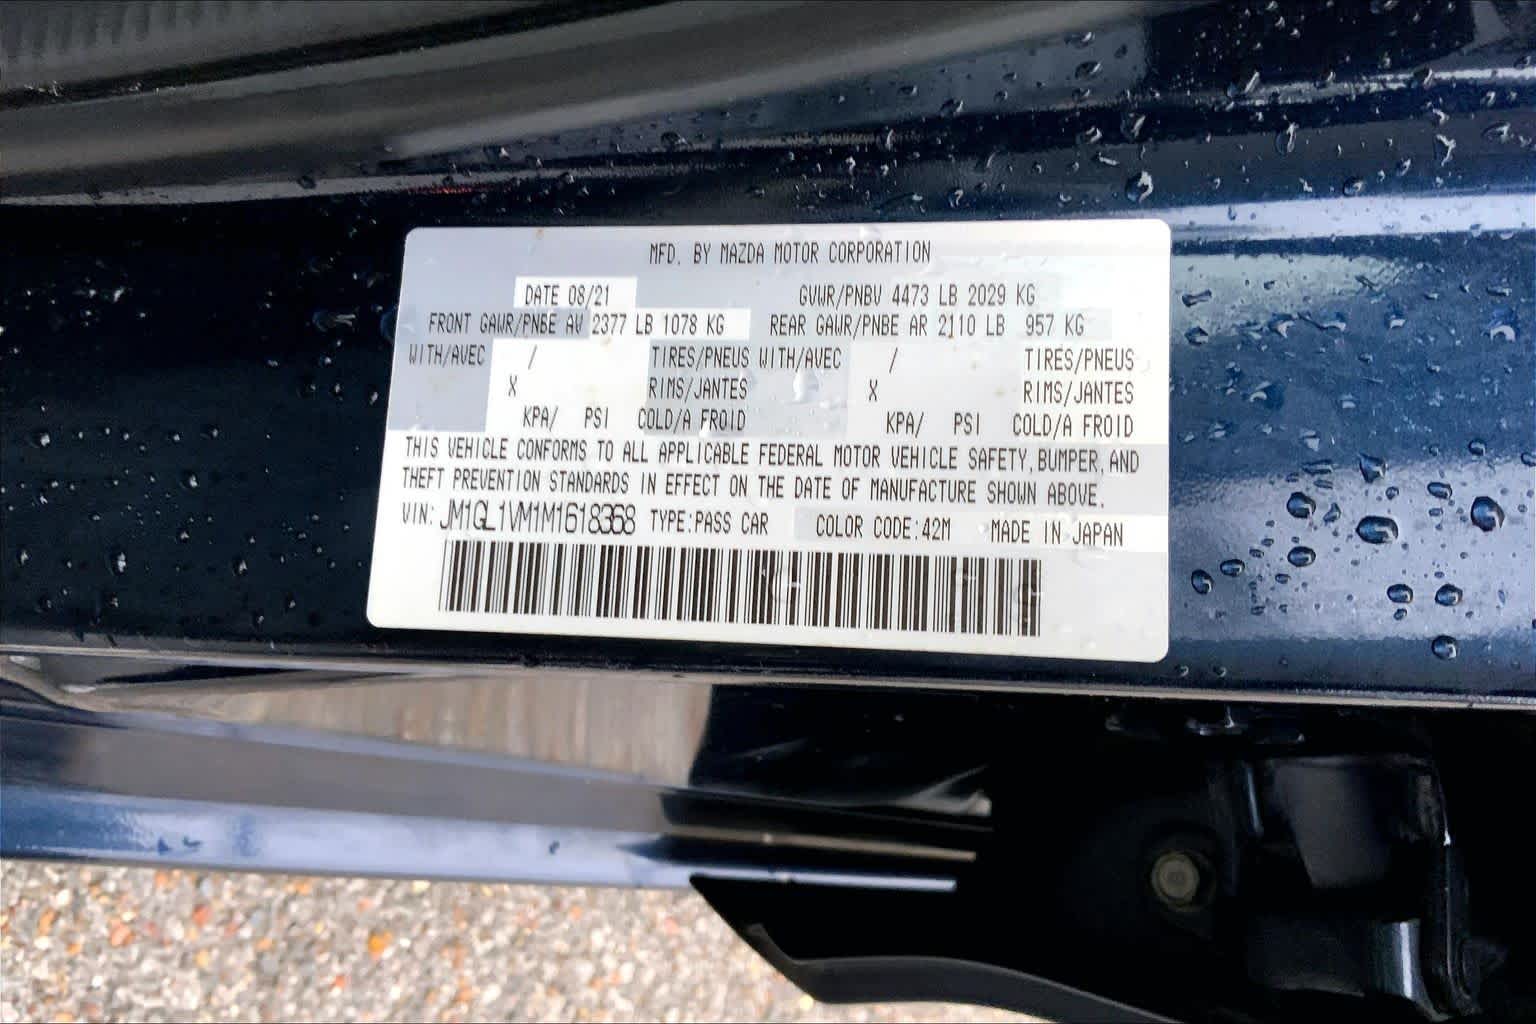 MFD. BY MAZDA MOTOR CORPORATION
DATE 08/21 GVWR/PNBV 4473 LB 2029 KG
FRONT GAWR/PNBE AV 2377 LB 1078 KG REAR GAWR/PNBE AR 2110 LB 957 KG
WITH/AVEC / TIRES/PNEUS WITH/AVEC / TIRES/PNEUS
X RIMS/JANTES X RIMS/JANTES
KPA/ PSI COLD/A FROID KPA/ PSI COLD/A FROID
THIS VEHICLE CONFORMS TO ALL APPLICABLE FEDERAL MOTOR VEHICLE SAFETY, BUMPER, AND
THEFT PREVENTION STANDARDS IN EFFECT ON THE DATE OF MANUFACTURE SHOWN ABOVE.
VIN: JM1GL1VM1M1618368 TYPE:PASS CAR COLOR CODE:42M MADE IN JAPAN